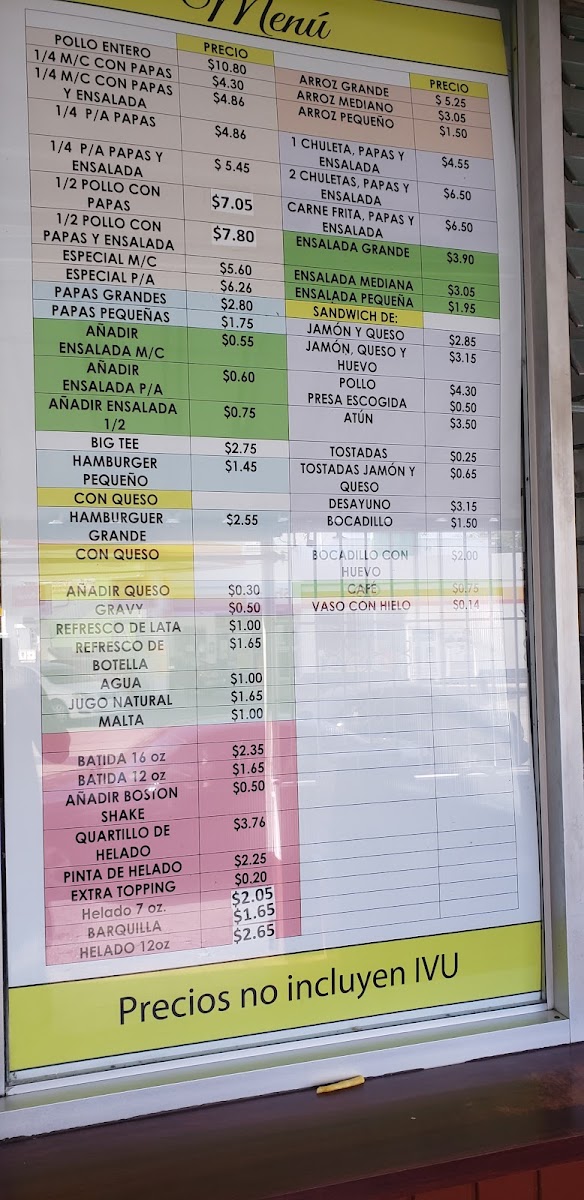 Menú
PRECIO
POLLO ENTERO $10.80
1/4 M/C CON PAPAS $4.30
1/4 M/C CON PAPAS
Y ENSALADA $4.86
1/4 P/A PAPAS $4.86
1/4 P/A PAPAS Y
ENSALADA $ 5.45
1/2 POLLO CON
PAPAS $7.05
1/2 POLLO CON
PAPAS Y ENSALADA $7.80
ESPECIAL M/C $5.60
ESPECIAL P/A $6.26
PAPAS GRANDES $2.80
PAPAS PEQUEÑAS $1.75
AÑADIR $0.55
ENSALADA M/C
AÑADIR
ENSALADA P/A $0.60
AÑADIR ENSALADA
1/2 $0.75
BIG TEE $2.75
HAMBURGER $1.45
PEQUEÑO
CON QUESO
HAMBURGUER $2.55
GRANDE
CON QUESO
AÑADIR QUESO $0.30
GRAVY $0.50
REFRESCO DE LATA $1.00
REFRESCO DE $1.65
BOTELLA
AGUA $1.00
JUGO NATURAL $1.65
MALTA $1.00
BATIDA 16 oz $2.35
BATIDA 12 oz $1.65
AÑADIR BOSTON $0.50
SHAKE
QUARTILLO DE $3.76
HELADO
PINTA DE HELADO $2.25
EXTRA TOPPING $0.20
Helado 7 oz. $2.05
BARQUILLA $1.65
HELADO 12oz $2.65
PRECIO
ARROZ GRANDE $ 5.25
ARROZ MEDIANO $3.05
ARROZ PEQUEÑO $1.50
1 CHULETA, PAPAS Y
ENSALADA $4.55
2 CHULETAS, PAPAS Y
ENSALADA $6.50
CARNE FRITA, PAPAS Y
ENSALADA $6.50
ENSALADA GRANDE $3.90
ENSALADA MEDIANA $3.05
ENSALADA PEQUEÑA $1.95
SANDWICH DE:
JAMÓN Y QUESO $2.85
JAMÓN, QUESO Y $3.15
HUEVO
POLLO $4.30
PRESA ESCOGIDA $0.50
ATÚN $3.50
TOSTADAS $0.25
TOSTADAS JAMÓN Y $0.65
QUESO
DESAYUNO $3.15
BOCADILLO $1.50
BOCADILLO CON $2.00
HUEVO
CAFE $0.75
VASO CON HIELO $0.14
Precios no incluyen IVU